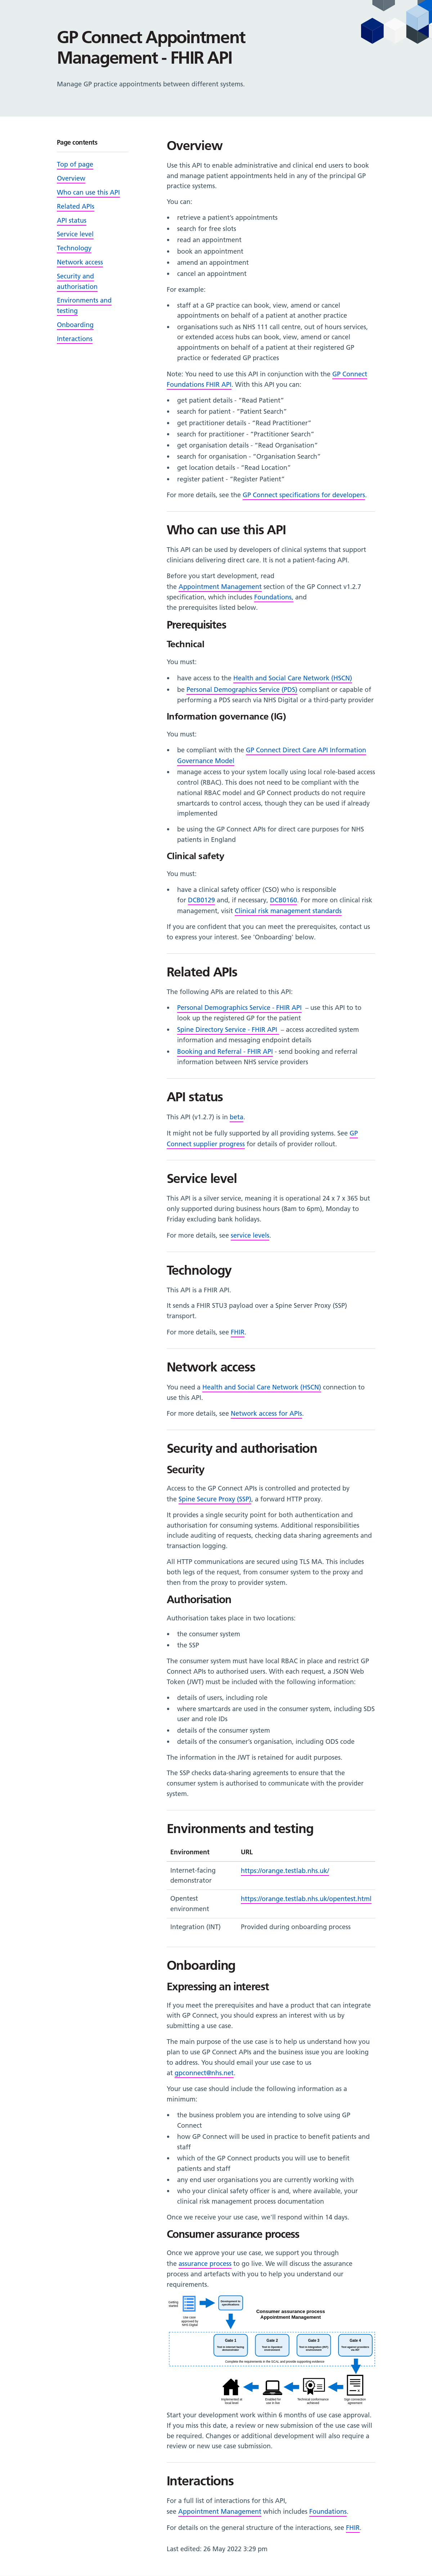 GP Connect Appointment
Management - FHIR API
Manage GP practice appointments between different systems.
Page contents
Top of page
Overview
Who can use this API
Related APIs
API status
Service level
Technology
Network access
Security and
authorisation
Environments and
testing
Onboarding
Interactions
Overview
Use this API to enable administrative and clinical end users to book
and manage patient appointments held in any of the principal GP
practice systems.
You can:
• retrieve a patient's appointments
• search for free slots
• read an appointment
• book an appointment
• amend an appointment
• cancel an appointment
For example:
• staff at a GP practice can book, view, amend or cancel
appointments on behalf of a patient at another practice
• organisations such as NHS 111 call centre, out of hours services,
or extended access hubs can book, view, amend or cancel
appointments on behalf of a patient at their registered GP
practice or federated GP practices
Note: You need to use this API in conjunction with the GP Connect
Foundations FHIR API. With this API you can:
• get patient details - “Read Patient”
• search for patient - “Patient Search”
• get practitioner details - “Read Practitioner”
• search for practitioner - “Practitioner Search”
• get organisation details - “Read Organisation”
• search for organisation - “Organisation Search”
• get location details - “Read Location”
• register patient - “Register Patient”
For more details, see the GP Connect specifications for developers.
Who can use this API
This API can be used by developers of clinical systems that support
clinicians delivering direct care. It is not a patient-facing API.
Before you start development, read
the Appointment Management section of the GP Connect v1.2.7
specification, which includes Foundations, and
the prerequisites listed below.
Prerequisites
Technical
You must:
• have access to the Health and Social Care Network (HSCN)
• be Personal Demographics Service (PDS) compliant or capable of
performing a PDS search via NHS Digital or a third-party provider
Information governance (IG)
You must:
• be compliant with the GP Connect Direct Care API Information
Governance Model
• manage access to your system locally using local role-based access
control (RBAC). This does not need to be compliant with the
national RBAC model and GP Connect products do not require
smartcards to control access, though they can be used if already
implemented
• be using the GP Connect APIs for direct care purposes for NHS
patients in England
Clinical safety
You must:
• have a clinical safety officer (CSO) who is responsible
for DCB0129 and, if necessary, DCB0160. For more on clinical risk
management, visit Clinical risk management standards
If you are confident that you can meet the prerequisites, contact us
to express your interest. See 'Onboarding' below.
Related APIs
The following APIs are related to this API:
• Personal Demographics Service - FHIR API – use this API to to
look up the registered GP for the patient
• Spine Directory Service - FHIR API – access accredited system
information and messaging endpoint details
• Booking and Referral - FHIR API - send booking and referral
information between NHS service providers
API status
This API (v1.2.7) is in beta.
It might not be fully supported by all providing systems. See GP
Connect supplier progress for details of provider rollout.
Service level
This API is a silver service, meaning it is operational 24 x 7 x 365 but
only supported during business hours (8am to 6pm), Monday to
Friday excluding bank holidays.
For more details, see service levels.
Technology
This API is a FHIR API.
It sends a FHIR STU3 payload over a Spine Server Proxy (SSP)
transport.
For more details, see FHIR.
Network access
You need a Health and Social Care Network (HSCN) connection to
use this API.
For more details, see Network access for APIs.
Security and authorisation
Security
Access to the GP Connect APIs is controlled and protected by
the Spine Secure Proxy (SSP), a forward HTTP proxy.
It provides a single security point for both authentication and
authorisation for consuming systems. Additional responsibilities
include auditing of requests, checking data sharing agreements and
transaction logging.
All HTTP communications are secured using TLS MA. This includes
both legs of the request, from consumer system to the proxy and
then from the proxy to provider system.
Authorisation
Authorisation takes place in two locations:
• the consumer system
• the SSP
The consumer system must have local RBAC in place and restrict GP
Connect APIs to authorised users. With each request, a JSON Web
Token (JWT) must be included with the following information:
• details of users, including role
• where smartcards are used in the consumer system, including SDS
user and role IDs
• details of the consumer system
• details of the consumer's organisation, including ODS code
The information in the JWT is retained for audit purposes.
The SSP checks data-sharing agreements to ensure that the
consumer system is authorised to communicate with the provider
system.
Environments and testing
Environment URL
Internet-facing
demonstrator
https://orange.testlab.nhs.uk/
Opentest
environment
https://orange.testlab.nhs.uk/opentest.html
Integration (INT) Provided during onboarding process
Onboarding
Expressing an interest
If you meet the prerequisites and have a product that can integrate
with GP Connect, you should express an interest with us by
submitting a use case.
The main purpose of the use case is to help us understand how you
plan to use GP Connect APIs and the business issue you are looking
to address. You should email your use case to us
at gpconnect@nhs.net.
Your use case should include the following information as a
minimum:
• the business problem you are intending to solve using GP
Connect
• how GP Connect will be used in practice to benefit patients and
staff
• which of the GP Connect products you will use to benefit
patients and staff
• any end user organisations you are currently working with
• who your clinical safety officer is and, where available, your
clinical risk management process documentation
Once we receive your use case, we'll respond within 14 days.
Consumer assurance process
Once we approve your use case, we support you through
the assurance process to go live. We will discuss the assurance
process and artefacts with you to help you understand our
requirements.
Getting
started
Use case
approved by
NHS Digital
Development to
specifications
Consumer assurance process
Appointment Management
Gate 1
Gate 2
Gate 3
Gate 4
Complete the requirements in the SCAL and provide supporting evidence
Implemented at
local level
Enabled for
use in live
Technical conformance
achieved
Sign connection
agreement
Start your development work within 6 months of use case approval.
If you miss this date, a review or new submission of the use case will
be required. Changes or additional development will also require a
review or new use case submission.
Interactions
For a full list of interactions for this API,
see Appointment Management which includes Foundations.
For details on the general structure of the interactions, see FHIR.
Last edited: 26 May 2022 3:29 pm